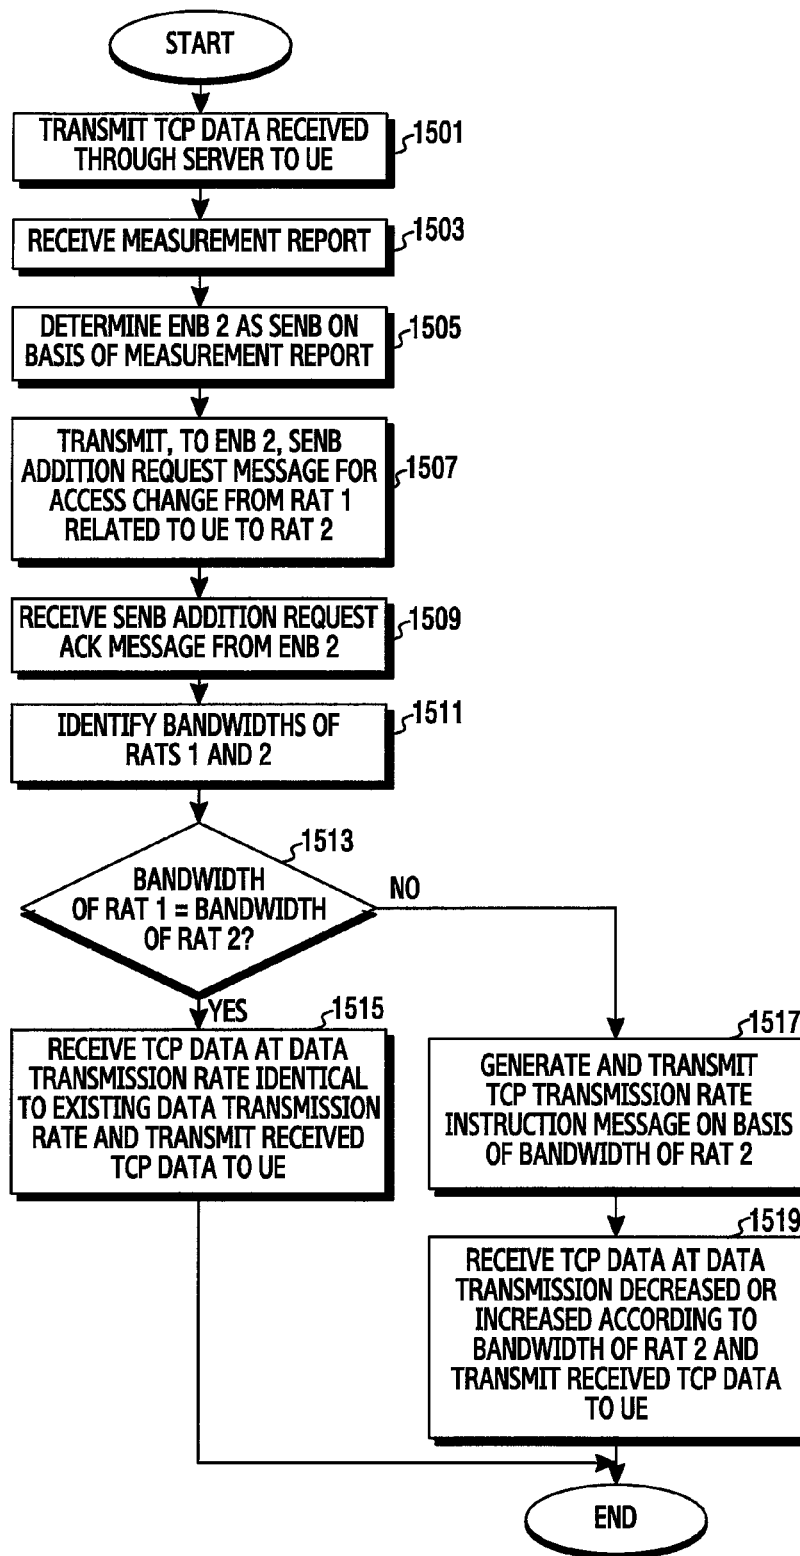 START
TRANSMIT TCP DATA RECEIVED
THROUGH SERVER TO UE
1501
RECEIVE MEASUREMENT REPORT
1503
DETERMINE ENB 2 AS SENB ON
BASIS OF MEASUREMENT REPORT
1505
TRANSMIT, TO ENB 2, SENB
ADDITION REQUEST MESSAGE FOR
ACCESS CHANGE FROM RAT 1
RELATED TO UE TO RAT 2
1507
RECEIVE SENB ADDITION REQUEST
ACK MESSAGE FROM ENB 2
1509
IDENTIFY BANDWIDTHS OF
RATS 1 AND 2
1511
1513
BANDWIDTH
OF RAT 1 = BANDWIDTH
OF RAT 2?
NO
YES
1515
RECEIVE TCP DATA AT DATA
TRANSMISSION RATE IDENTICAL
TO EXISTING DATA TRANSMISSION
RATE AND TRANSMIT RECEIVED
TCP DATA TO UE
1517
GENERATE AND TRANSMIT
TCP TRANSMISSION RATE
INSTRUCTION MESSAGE ON BASIS
OF BANDWIDTH OF RAT 2
1519
RECEIVE TCP DATA AT DATA
TRANSMISSION DECREASED OR
INCREASED ACCORDING TO
BANDWIDTH OF RAT 2 AND
TRANSMIT RECEIVED TCP DATA
TO UE
END